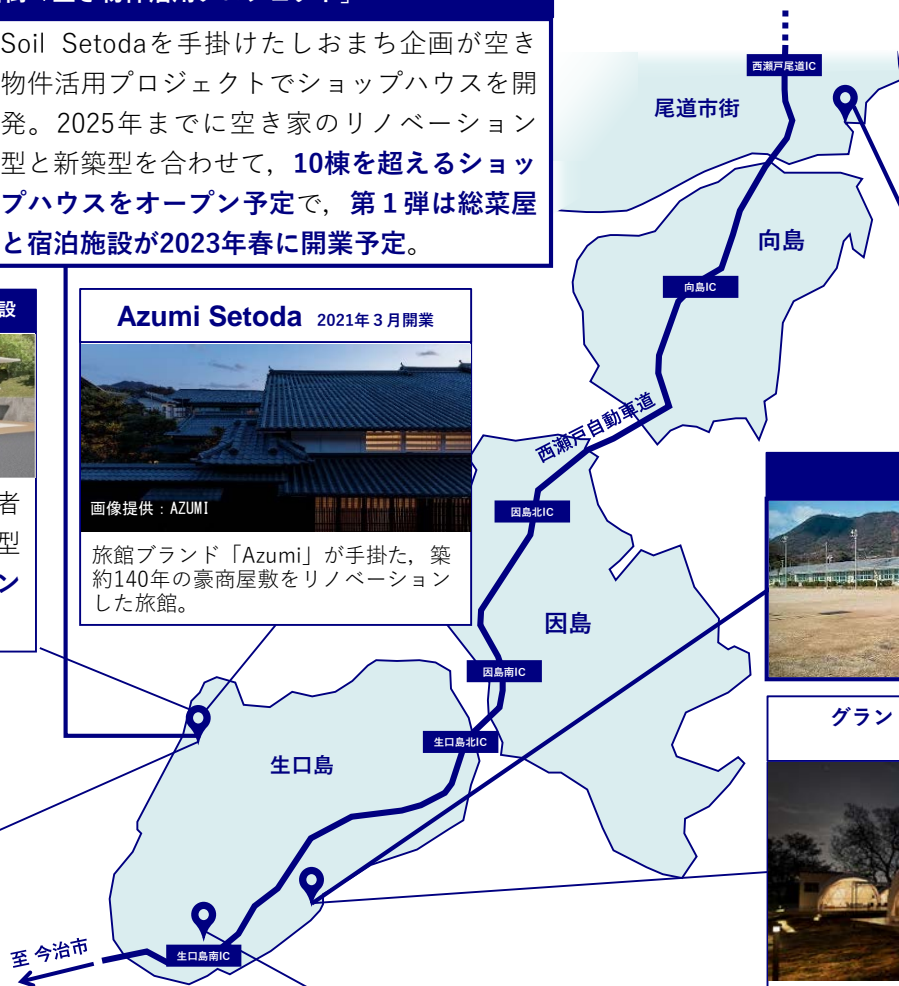 き物件活用プロジェクト」
Soil Setodaを手掛けたしおまち企画が空き
物件活用プロジェクトでショップハウスを開
発。2025年までに空き家のリノベーション
型と新築型を合わせて，10棟を超えるショッ
プハウスをオープン予定で，第１弾は総菜屋
と宿泊施設が2023年春に開業予定。
設
者
型
ン
Azumi Setoda 2021年３月開業
画像提供：AZUMI
旅館ブランド「Azumi」が手掛た，築
約140年の豪商屋敷をリノベーション
した旅館。
西瀬戸尾道IC
尾道市街
向島
向島IC
西瀬戸自動車道
因島北IC
因島
因島南IC
生口島北IC
生口島
グラン
生口島南IC
至 今治市